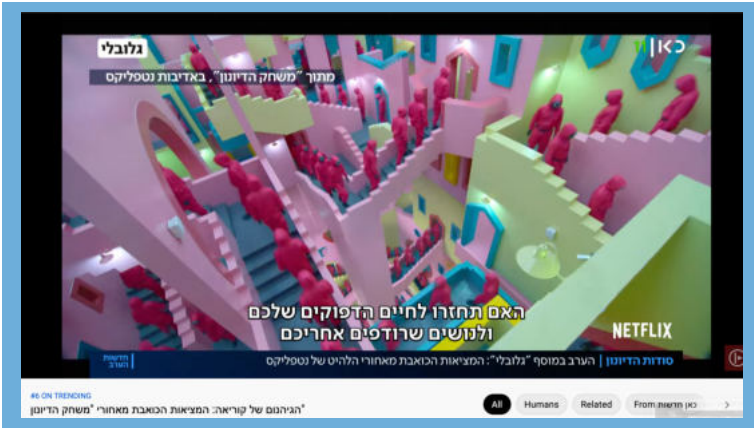 גלובלי
כאן 11
מתוך "משחק הדיונון", באדיבות נטפליקס
האם תחזרו לחיים הדפוקים שלכם
ולנושים שרודפים אחריכם
NETFLIX
סודות הדיונון | הערב במוסף "גלובלי": המציאות הכואבת מאחורי הלהיט של נטפליקס
חדשות
הערב
#6 ON TRENDING
"הגיהנום של קוריאה: המציאות הכואבת מאחורי "משחק הדיונון
All
Humans
Related
From כאן חדשות